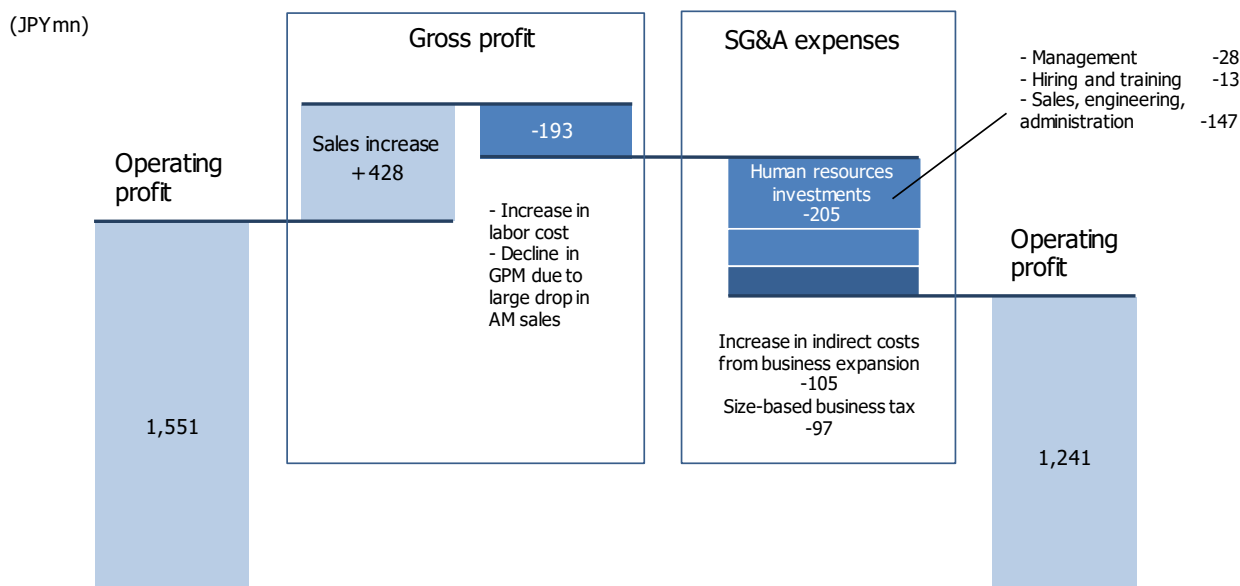 (JPYmn)
Gross profit
SG&A expenses
- Management -28
- Hiring and training -13
- Sales, engineering,
administration -147
Operating
profit
Sales increase
+428
-193
Human resources
investments
-205
- Increase in
labor cost
- Decline in
GPM due to
large drop in
AM sales
Operating
profit
Increase in indirect costs
from business expansion
-105
Size-based business tax
-97
1,551
1,241